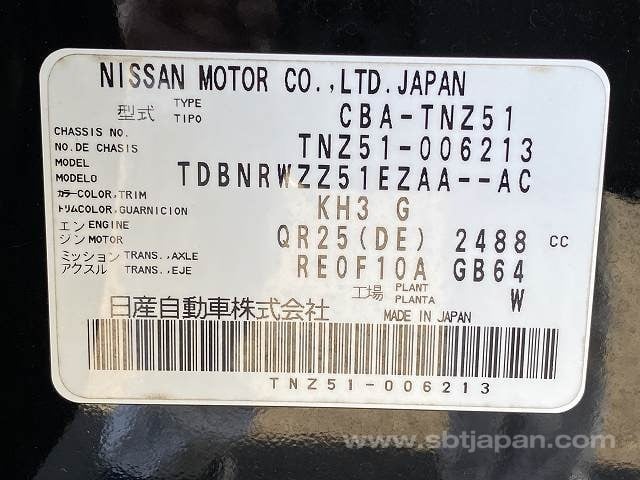 NISSAN MOTOR CO.,LTD.JAPAN
型式 TYPE TIPO CBA-TNZ51
CHASSIS NO. NO.DE CHASIS TNZ51-006213
MODEL MODELO TDBNRWZZ51EZAA--AC
カラーCOLOR,TRIM トリムCOLOR,GUARNICION KH3 G
エンジン ENGINE MOTOR QR25(DE) 2488 CC
ミッション TRANS.,AXLE アクスル TRANS.,EJE RE0F10A GB64
工場 PLANT PLANTA W
日産自動車株式会社 MADE IN JAPAN
TNZ51-006213
www.sbtjapan.com